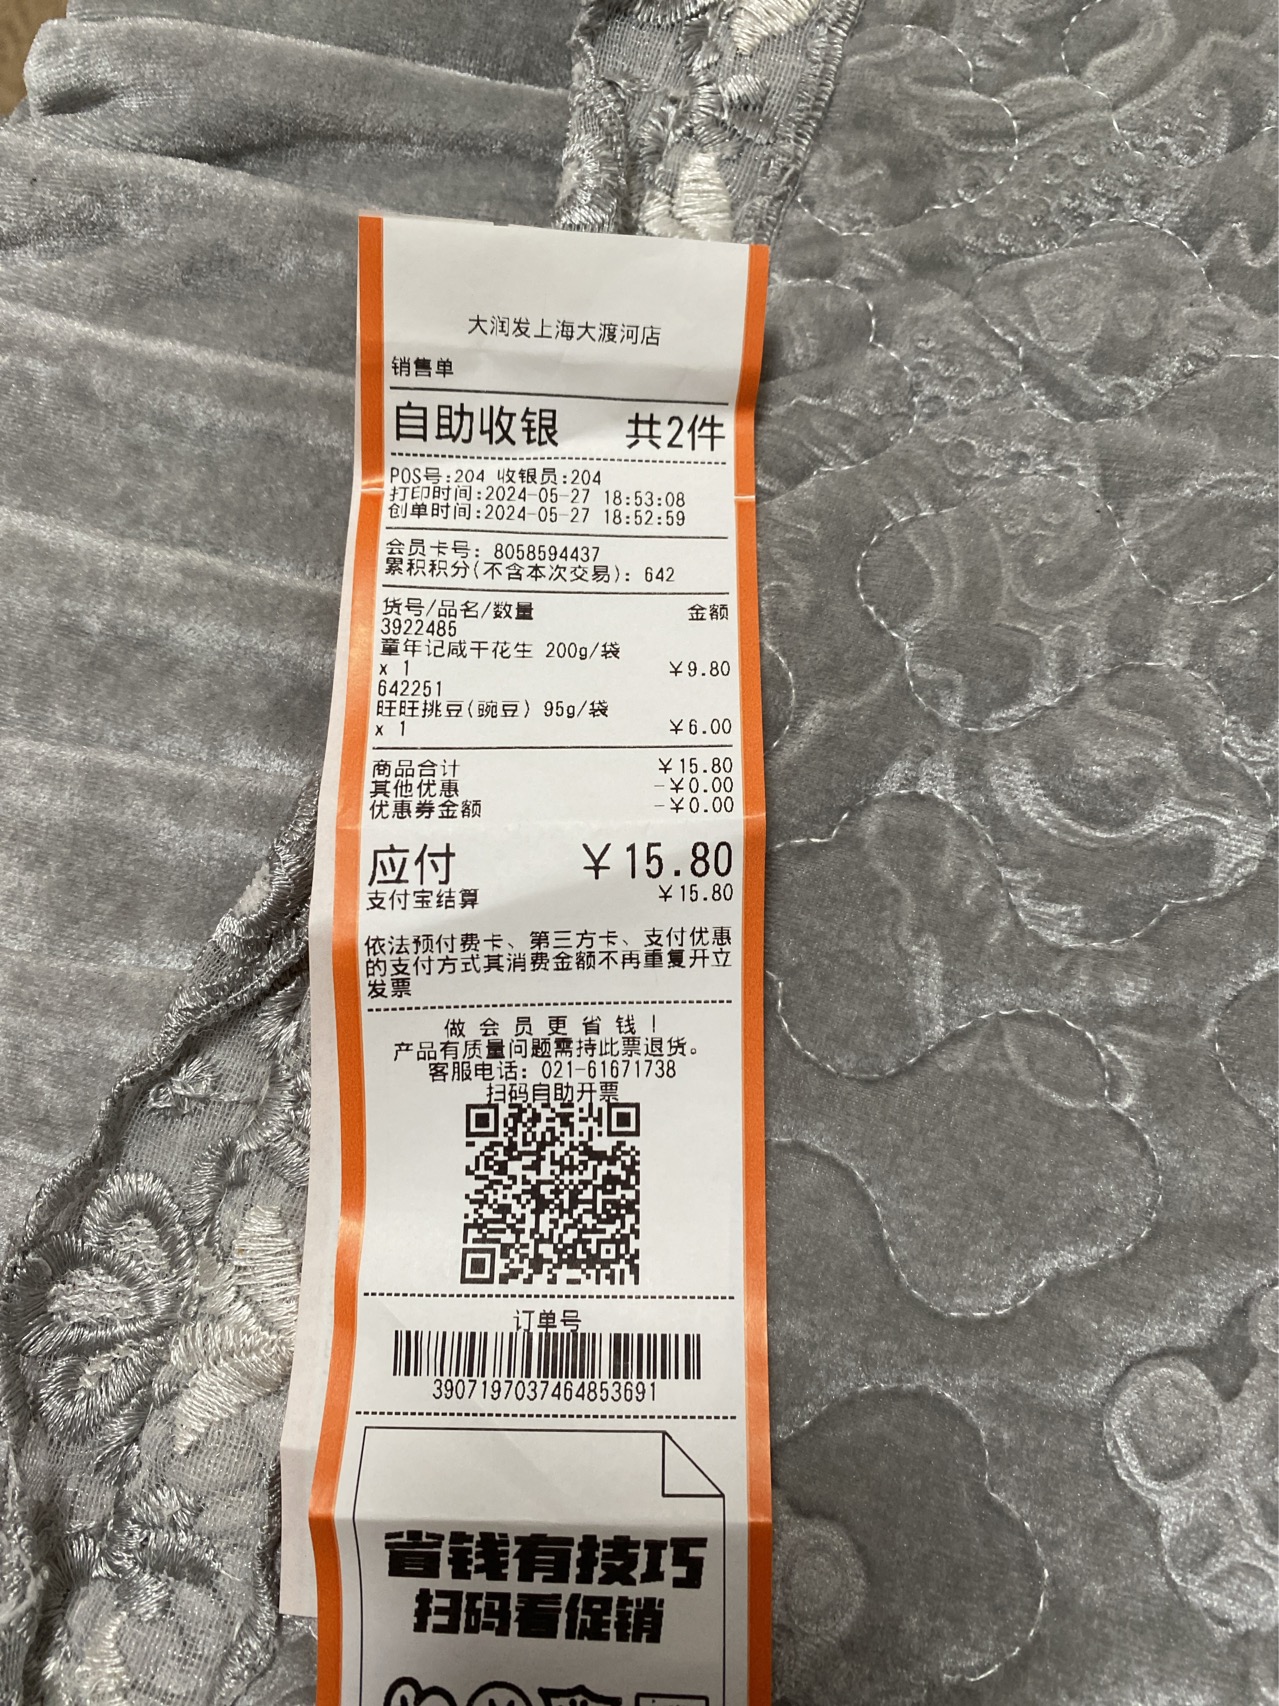 大润发上海大渡河店
销售单
自助收银 共2件
POS号:204 收银员:204
打印时间:2024-05-27 18:53:08
创单时间:2024-05-27 18:52:59
会员卡号: 8058594437
累积积分(不含本次交易): 642
货号/品名/数量 金额
3922485
童年记咸干花生 200g/袋
x 1 ￥9.80
642251
旺旺挑豆(豌豆) 95g/袋
x 1 ￥6.00
商品合计 ￥15.80
其他优惠 -￥0.00
优惠券金额 -￥0.00
应付 ￥15.80
支付宝结算 ￥15.80
依法预付费卡、第三方卡、支付优惠
的支付方式其消费金额不再重复开立
发票
做会员更省钱!
产品有质量问题需持此票退货。
客服电话: 021-61671738
扫码自助开票
订单号
3907197037464853691
省钱有技巧
扫码看促销